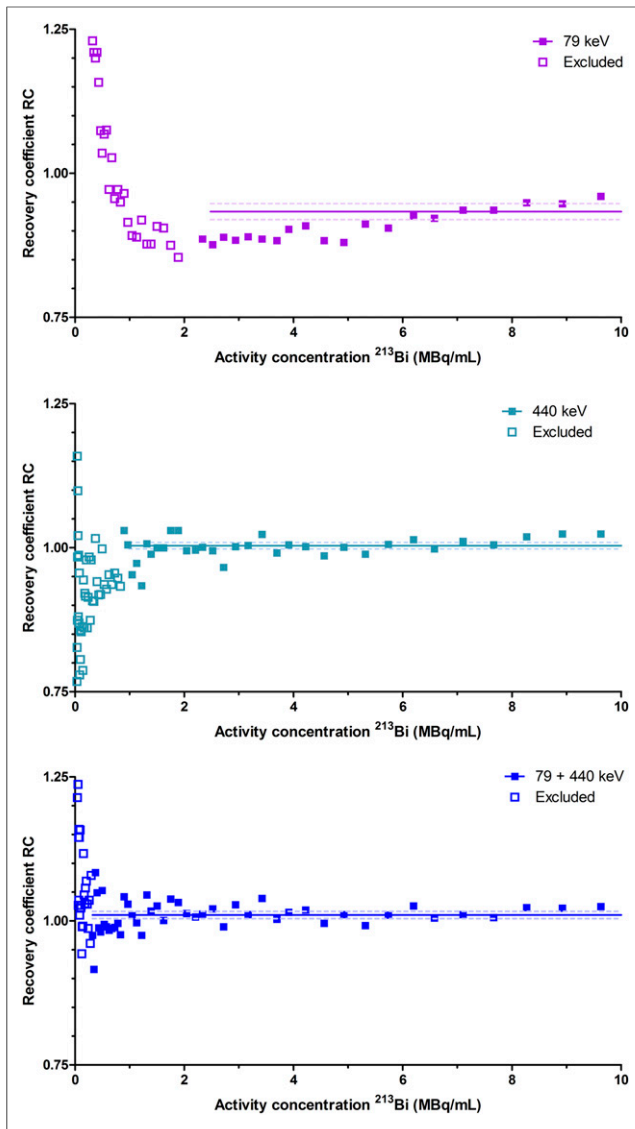 1.25
79 keV
Excluded
1.00
0.75
0
2
4
6
8
10
Recovery coefficient RC
Activity concentration ²¹³Bi (MBq/mL)
1.25
440 keV
Excluded
1.00
0.75
0
2
4
6
8
10
Recovery coefficient RC
Activity concentration ²¹³Bi (MBq/mL)
1.25
79 + 440 keV
Excluded
1.00
0.75
0
2
4
6
8
10
Recovery coefficient RC
Activity concentration ²¹³Bi (MBq/mL)